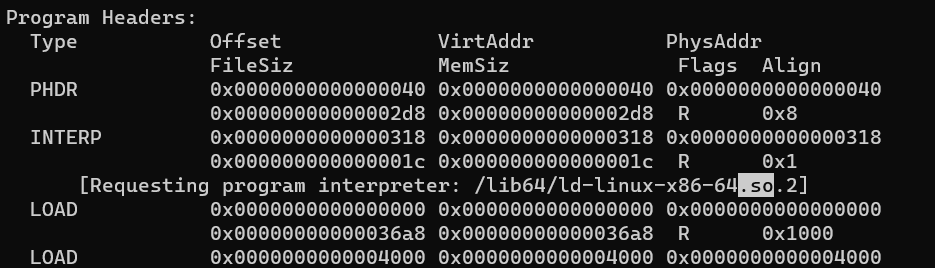 Program Headers:
  Type           Offset             VirtAddr           PhysAddr
                 FileSiz            MemSiz              Flags  Align
  PHDR           0x0000000000000040 0x0000000000000040 0x0000000000000040
                 0x00000000000002d8 0x00000000000002d8  R      0x8
  INTERP         0x0000000000000318 0x0000000000000318 0x0000000000000318
                 0x000000000000001c 0x000000000000001c  R      0x1
      [Requesting program interpreter: /lib64/ld-linux-x86-64.so.2]
  LOAD           0x0000000000000000 0x0000000000000000 0x0000000000000000
                 0x00000000000036a8 0x00000000000036a8  R      0x1000
  LOAD           0x0000000000004000 0x0000000000004000 0x0000000000004000